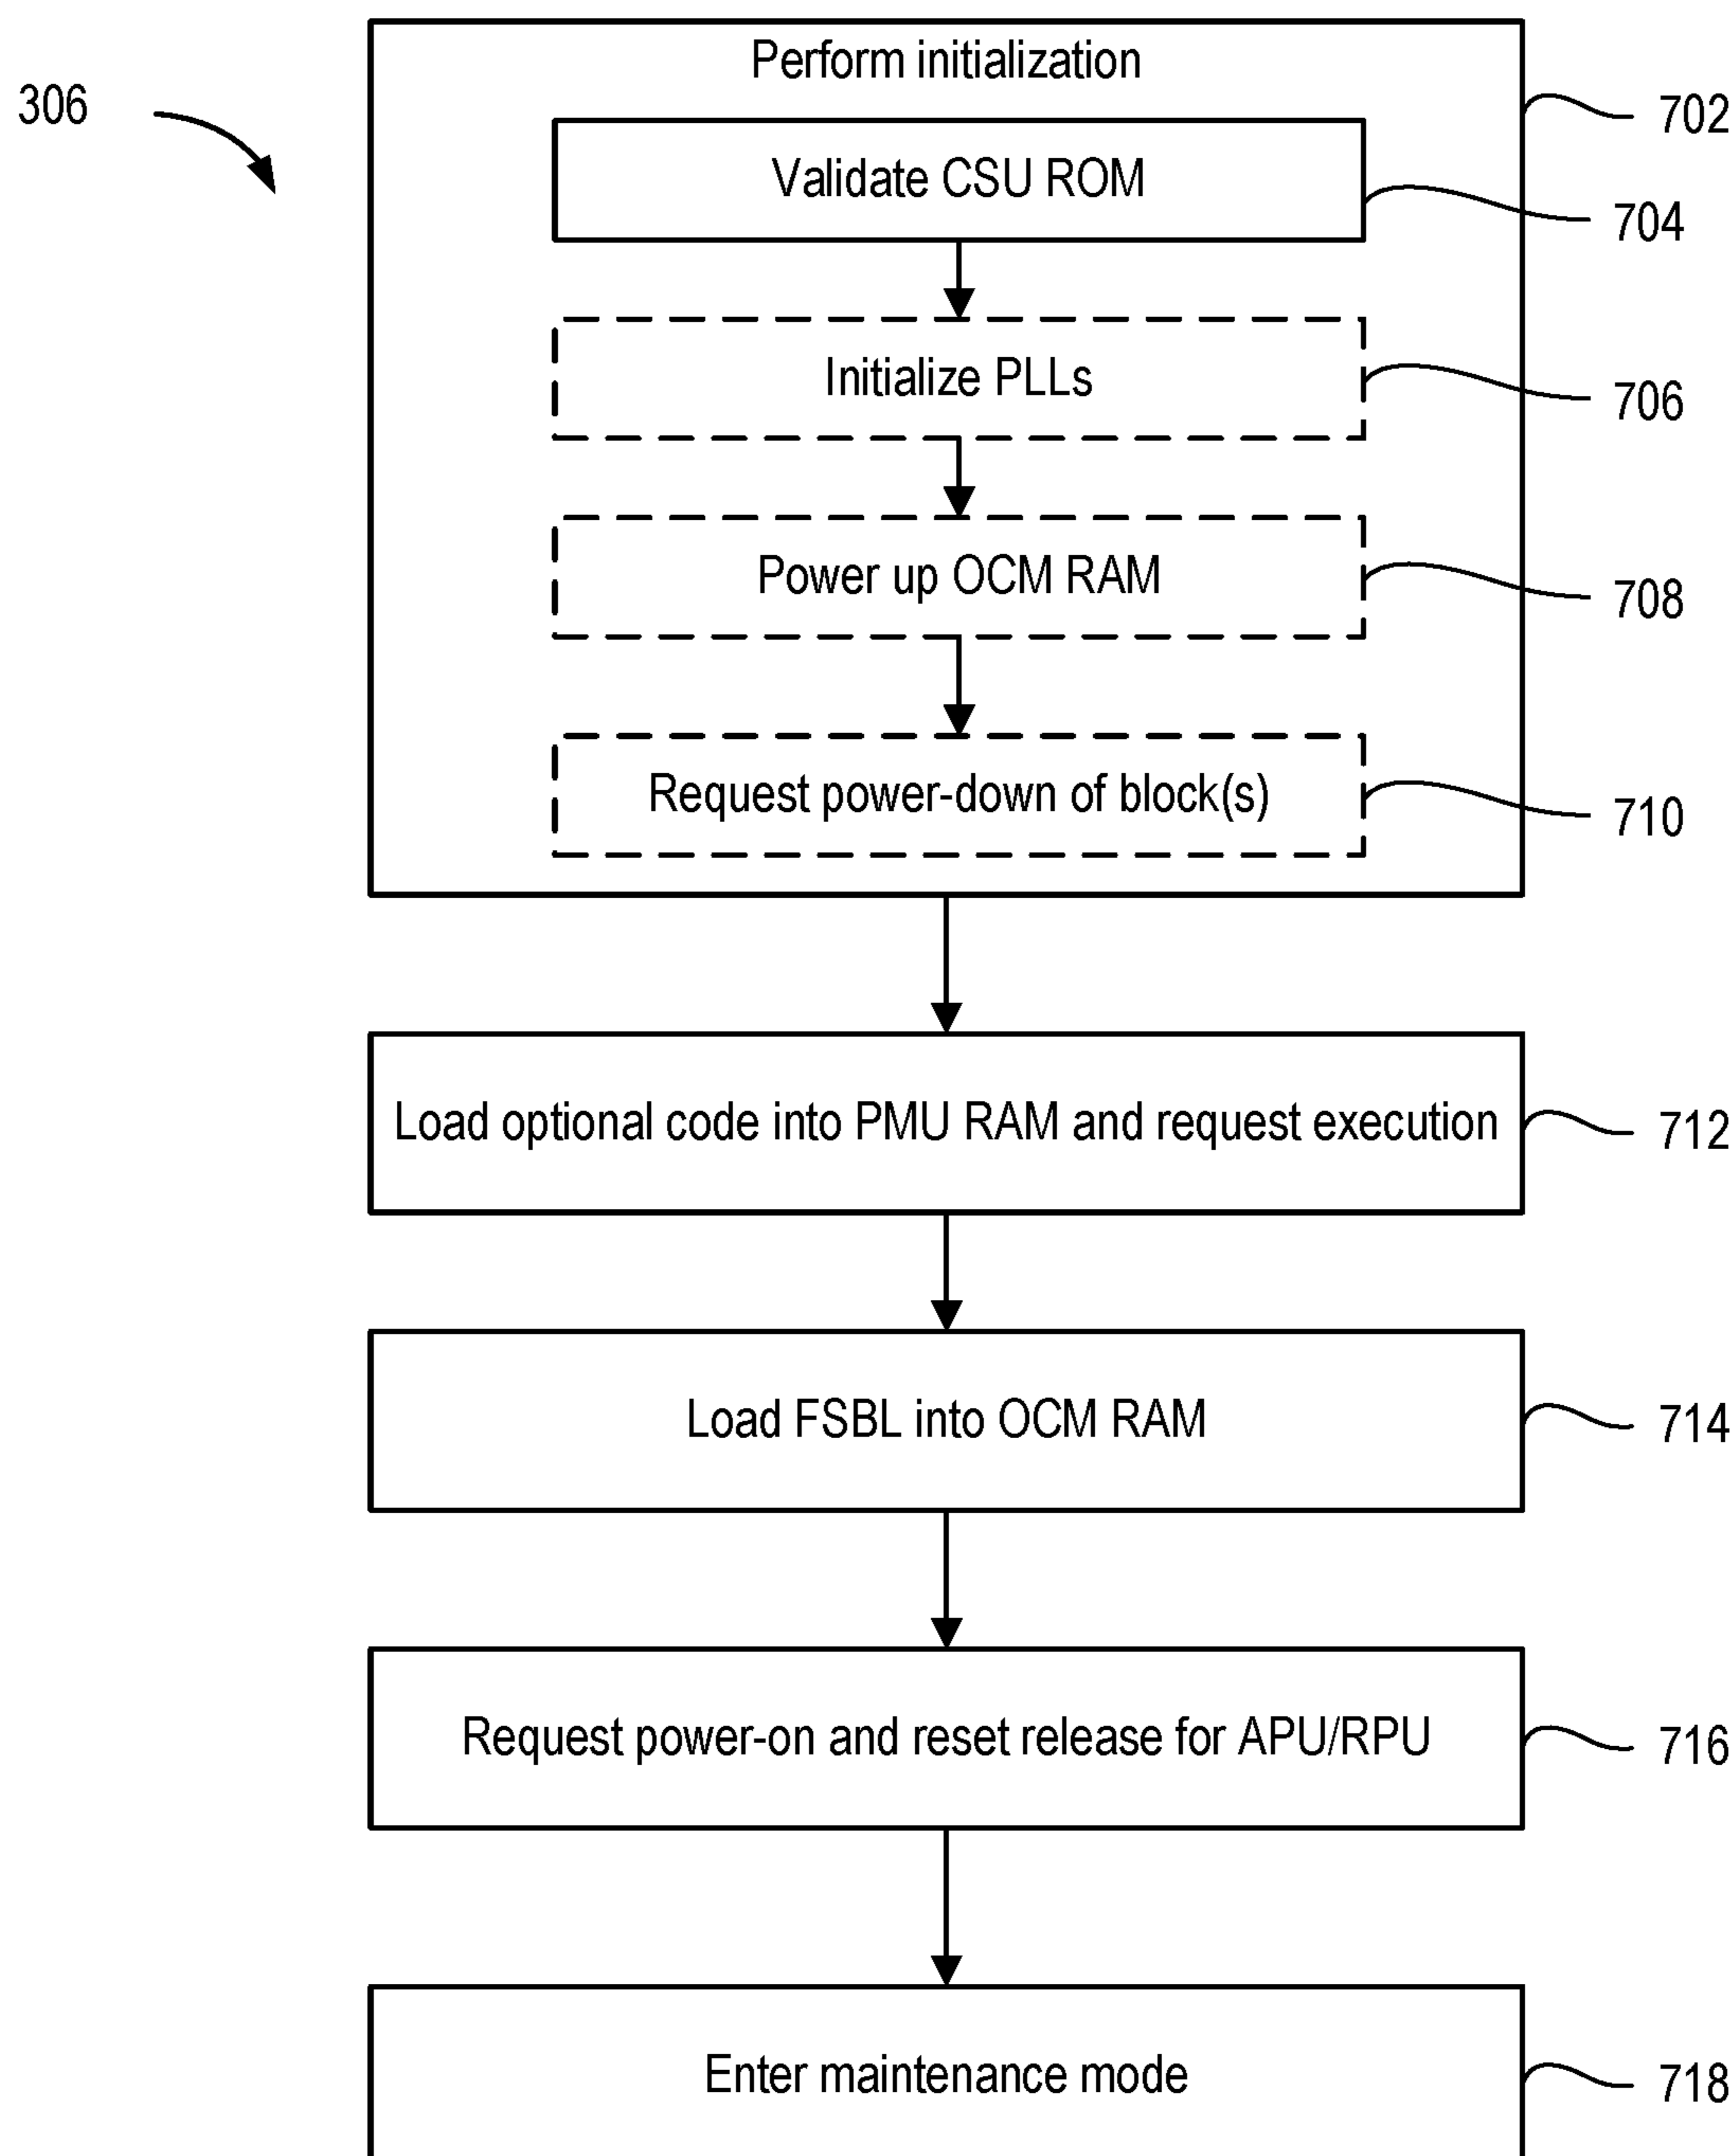 Perform initialization
306
702
Validate CSU ROM
704
Initialize PLLs
706
Power up OCM RAM
708
Request power-down of block(s)
710
Load optional code into PMU RAM and request execution
712
Load FSBL into OCM RAM
714
Request power-on and reset release for APU/RPU
716
Enter maintenance mode
718